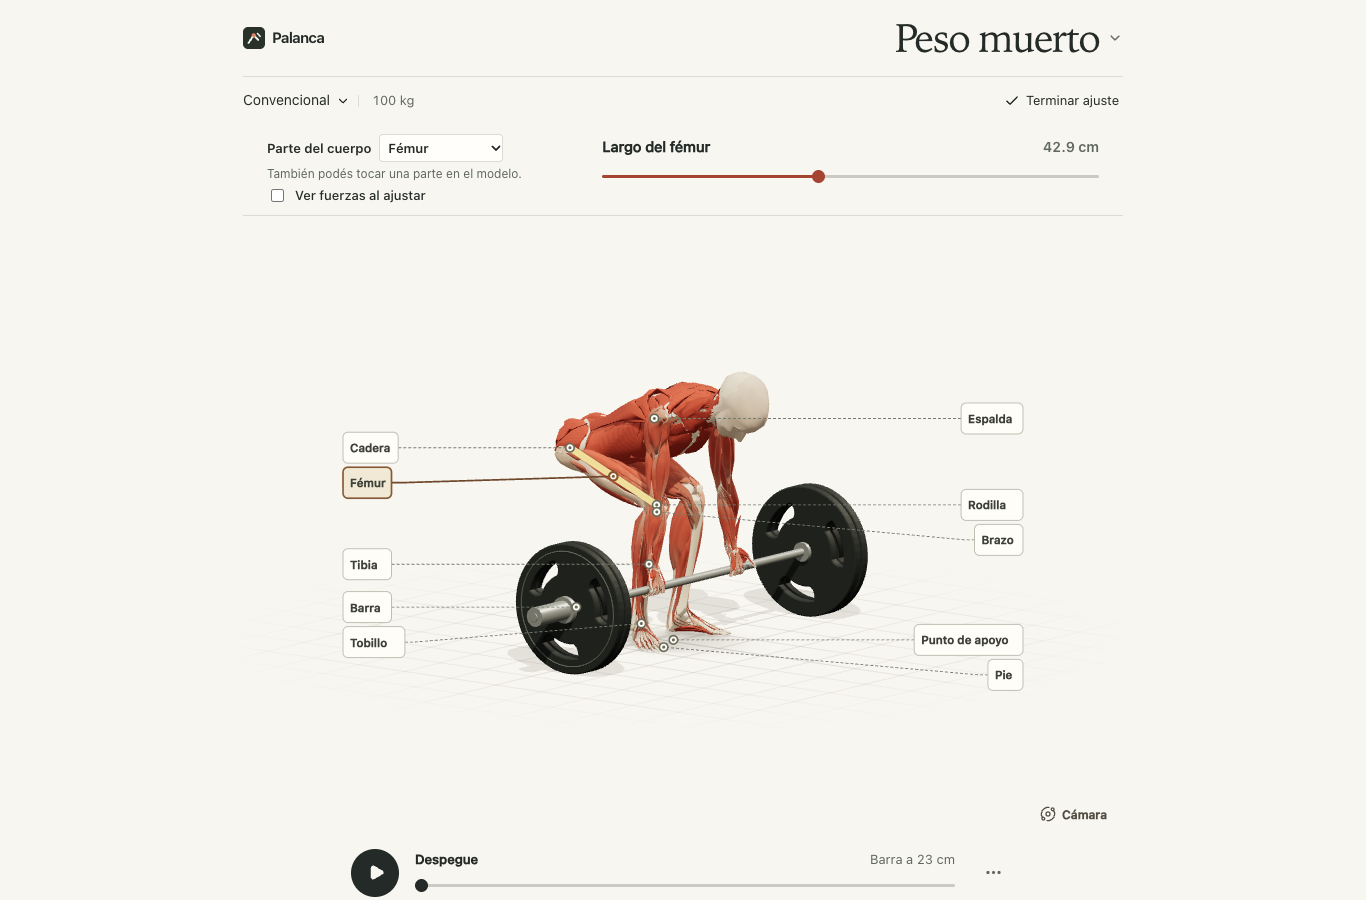 Palanca
Peso muerto
Convencional
100 kg
Terminar ajuste
Parte del cuerpo
Fémur
También podés tocar una parte en el modelo.
Ver fuerzas al ajustar
Largo del fémur
42.9 cm
Espalda
Cadera
Fémur
Rodilla
Brazo
Tibia
Barra
Tobillo
Punto de apoyo
Pie
Cámara
Despegue
Barra a 23 cm